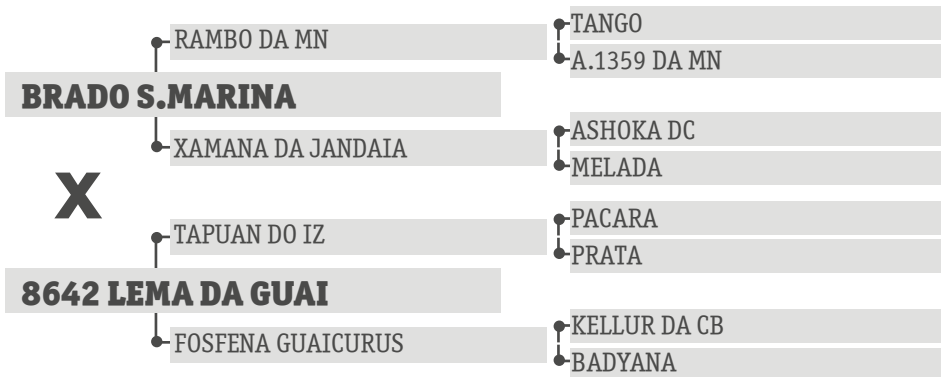 RAMBO DA MN
TANGO
A.1359 DA MN
BRADO S.MARINA
XAMANA DA JANDAIA
ASHOKA DC
MELADA
X
TAPUAN DO IZ
PACARA
PRATA
8642 LEMA DA GUAI
FOSFENA GUAICURUS
KELLUR DA CB
BADYANA